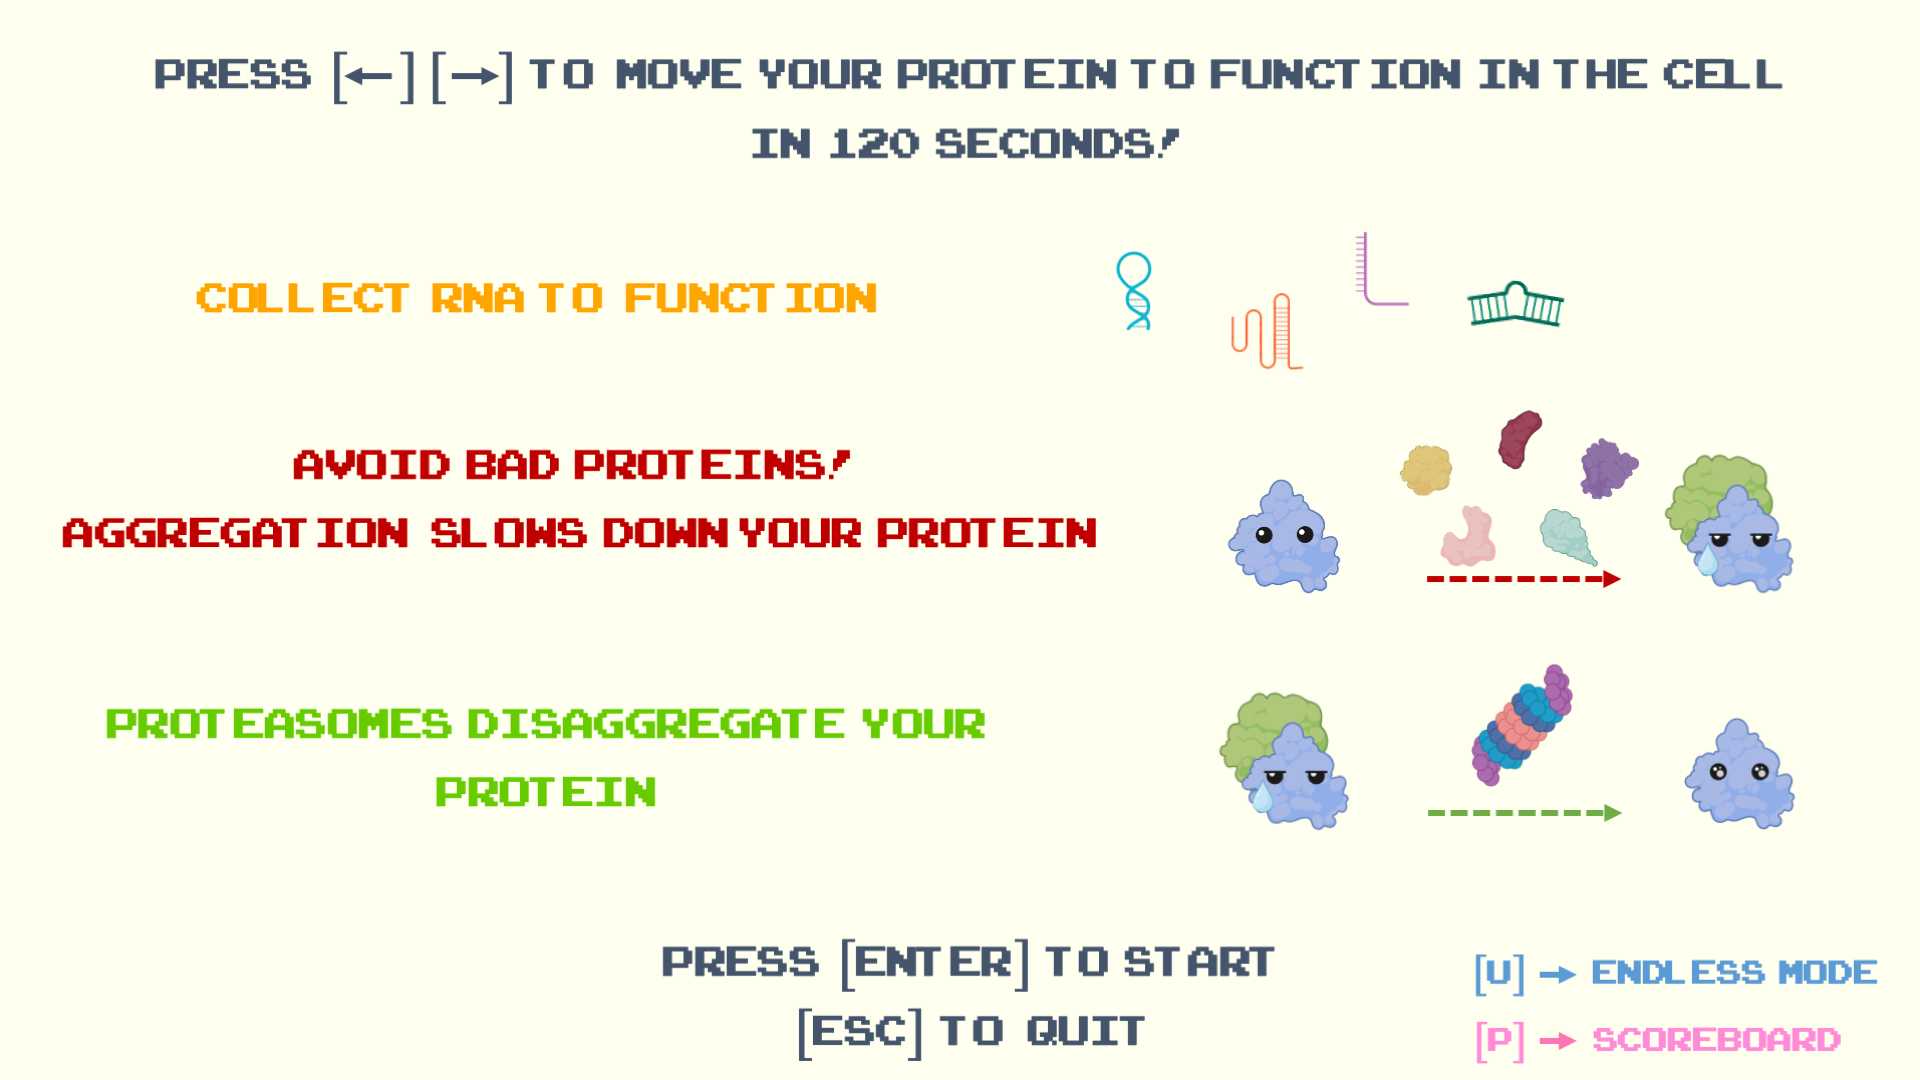 PRESS [←] [→] TO MOVE YOUR PROTEIN TO FUNCTION IN THE CELL
IN 120 SECONDS!
COLLECT RNA TO FUNCTION
AVOID BAD PROTEINS!
AGGREGATION SLOWS DOWN YOUR PROTEIN
PROTEASOMES DISAGGREGATE YOUR
PROTEIN
PRESS [ENTER] TO START
[ESC] TO QUIT
[U] → ENDLESS MODE
[P] → SCOREBOARD